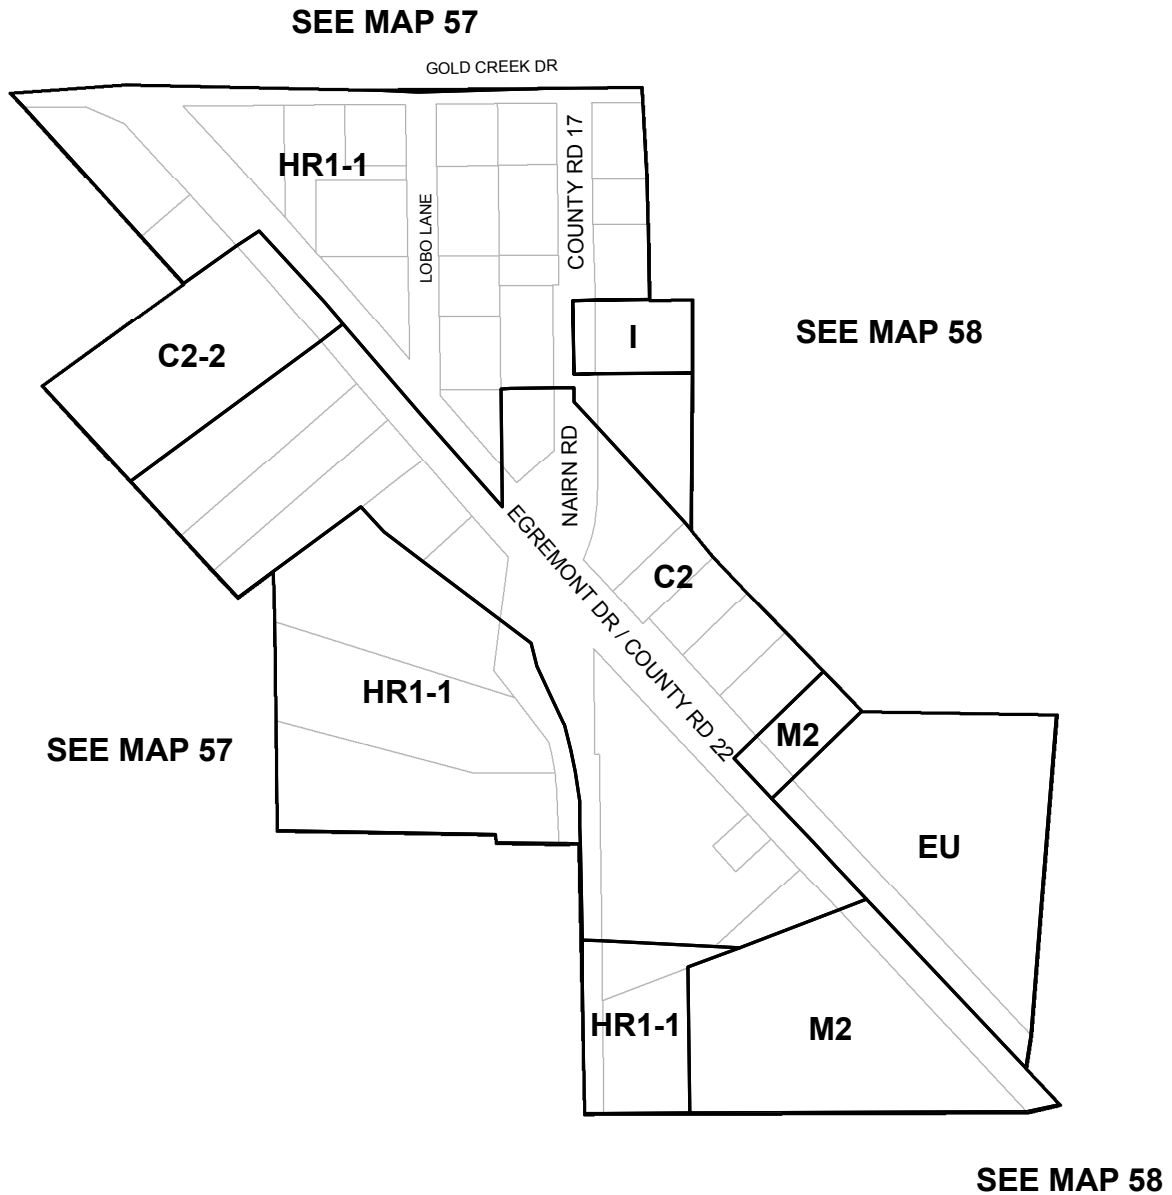 SEE MAP 57
GOLD CREEK DR
COUNTY RD 17
HR1-1
LOBO LANE
I
SEE MAP 58
C2-2
NAIRN RD
EGREMONT DR / COUNTY RD 22
C2
HR1-1
M2
SEE MAP 57
EU
HR1-1
M2
SEE MAP 58